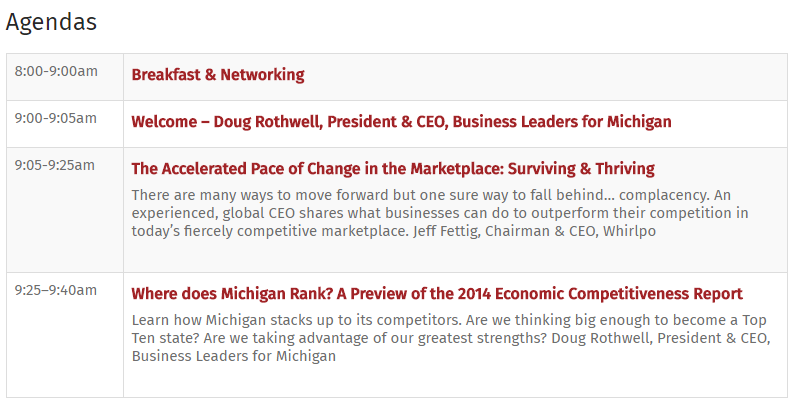 Agendas
8:00-9:00am
Breakfast & Networking
9:00-9:05am
Welcome – Doug Rothwell, President & CEO, Business Leaders for Michigan
9:05-9:25am
The Accelerated Pace of Change in the Marketplace: Surviving & Thriving
There are many ways to move forward but one sure way to fall behind... complacency. An
experienced, global CEO shares what businesses can do to outperform their competition in
today’s fiercely competitive marketplace. Jeff Fettig, Chairman & CEO, Whirlpo
9:25–9:40am
Where does Michigan Rank? A Preview of the 2014 Economic Competitiveness Report
Learn how Michigan stacks up to its competitors. Are we thinking big enough to become a Top
Ten state? Are we taking advantage of our greatest strengths? Doug Rothwell, President & CEO,
Business Leaders for Michigan